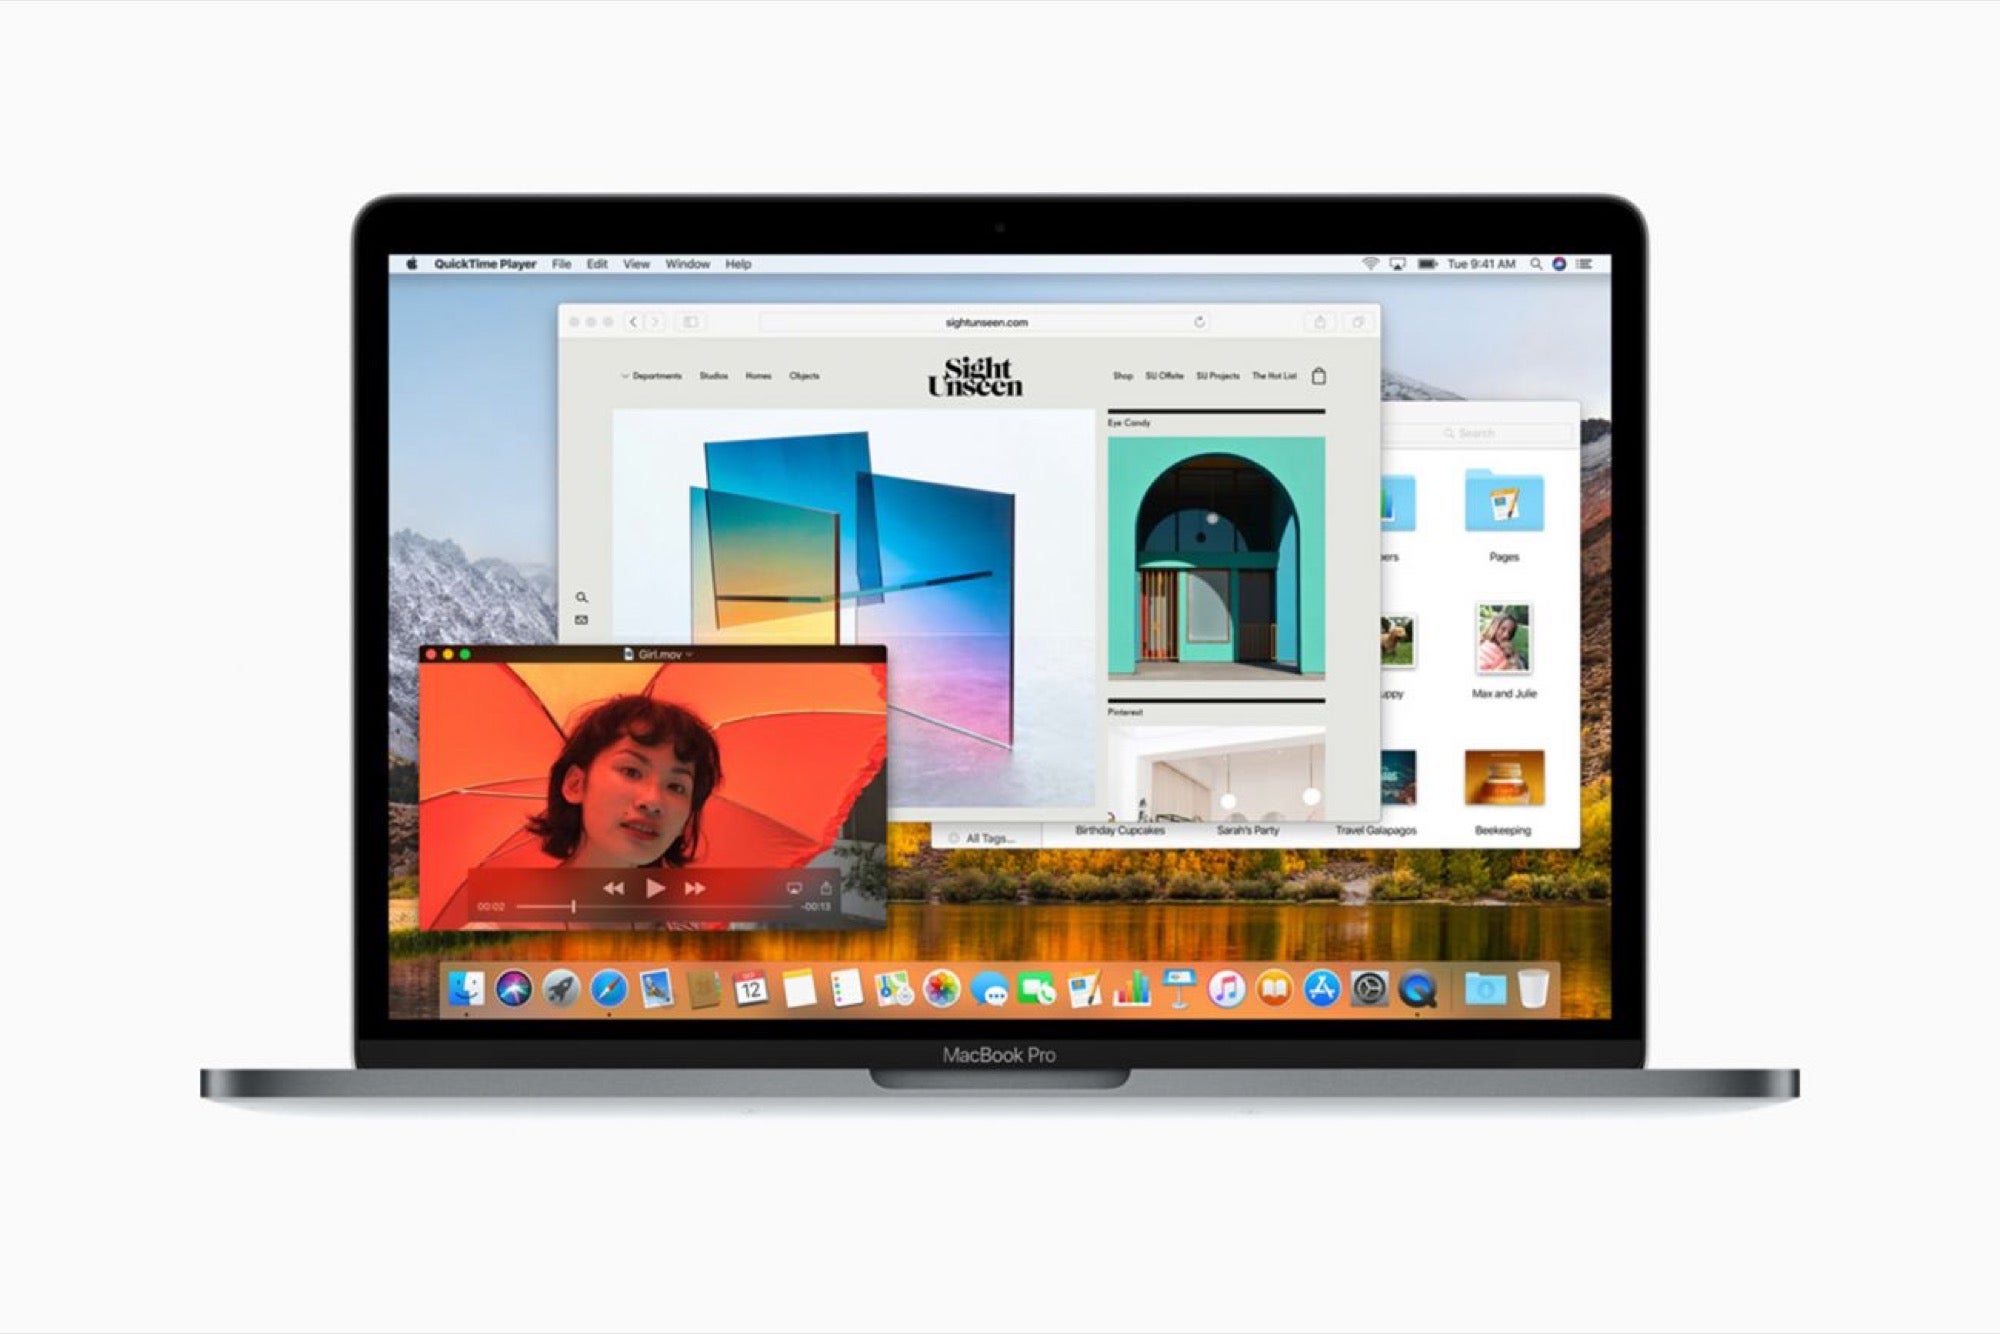 QuickTime Player File Edit View Window Help
Tue 9:41 AM
sightunseen.com
Departments Studios Homes Objects
Sight
Unseen
Shop SU Offsite SU Projects The Hot List
Eye Candy
Search
Pages
Max and Julie
Pinterest
Girl.mov
All Tags...
Birthday Cupcakes Sarah's Party Travel Galapagos Beekeeping
00:02 -00:13
12
MacBook Pro